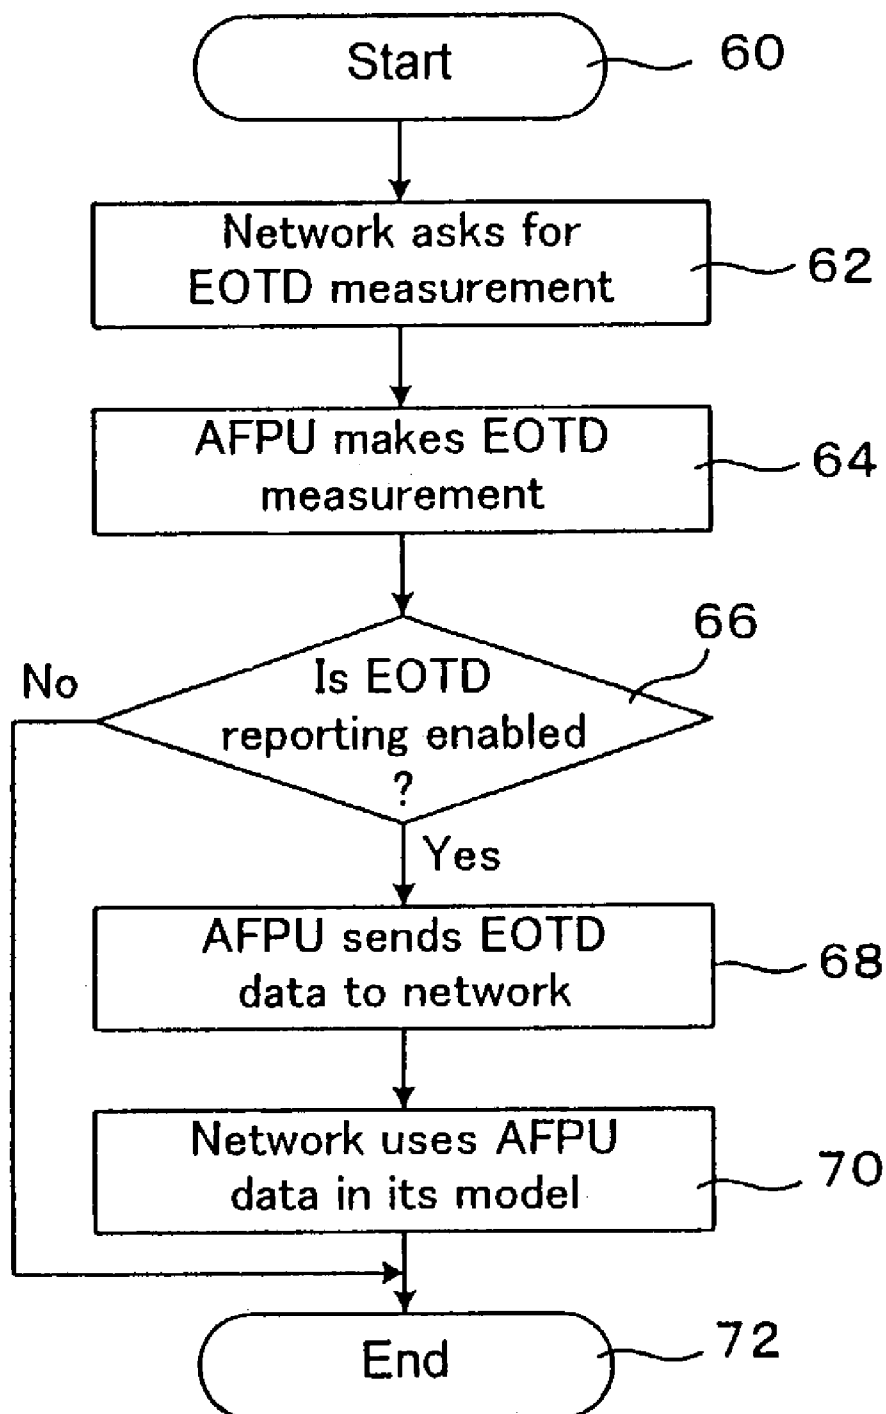 Start
60
Network asks for
EOTD measurement
62
AFPU makes EOTD
measurement
64
66
No
Is EOTD
reporting enabled
?
Yes
AFPU sends EOTD
data to network
68
Network uses AFPU
data in its model
70
End
72